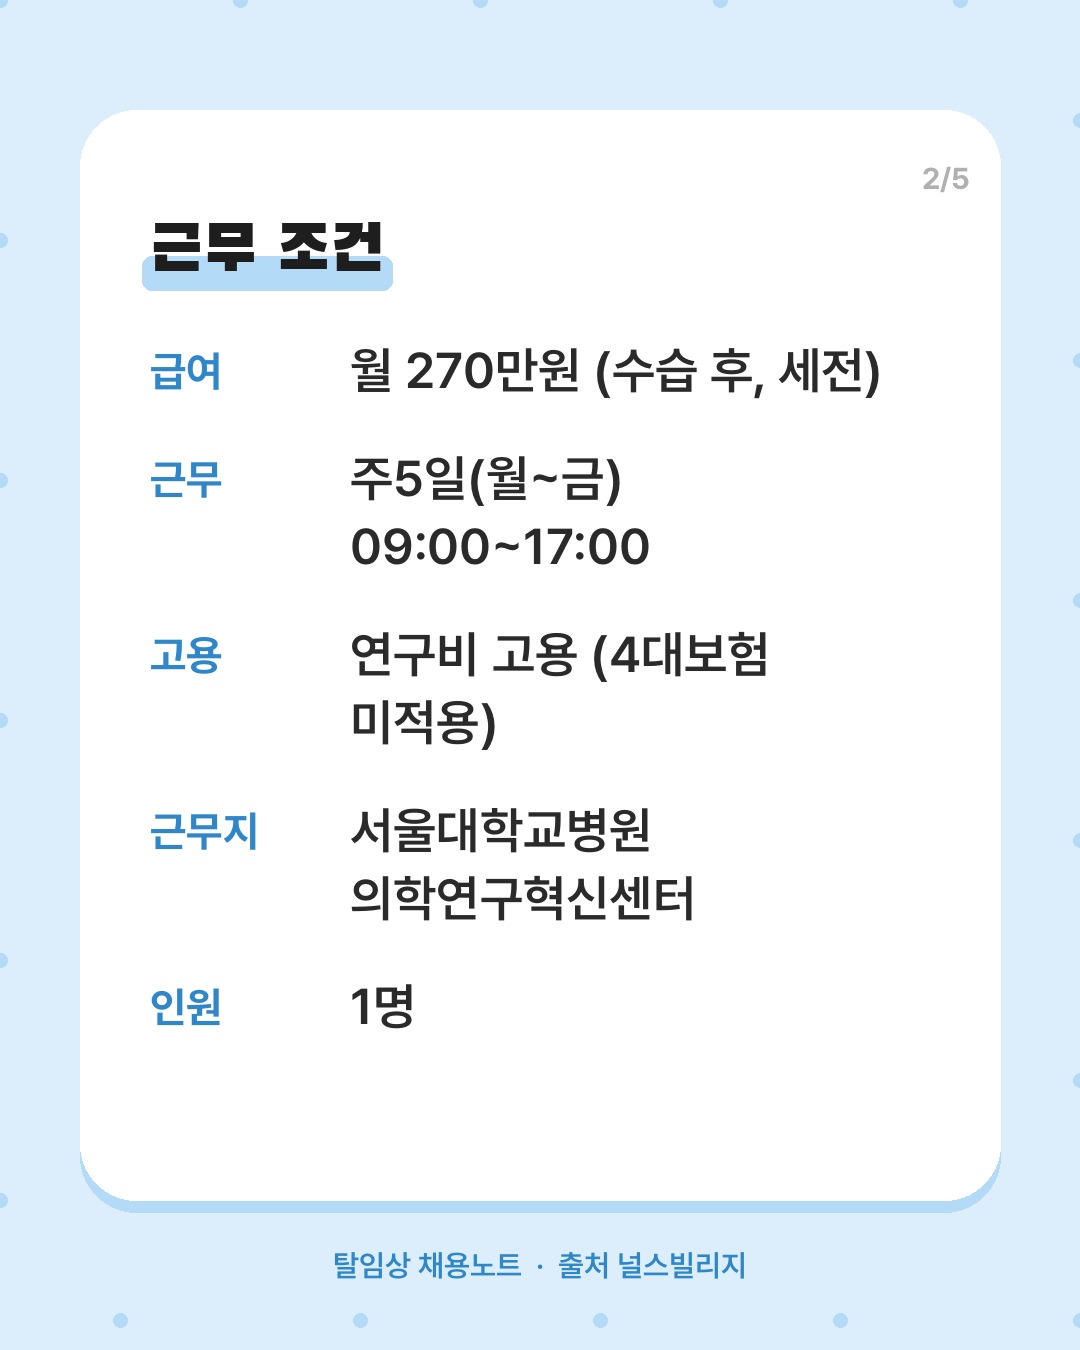 2/5
근무 조건
급여 월 270만원 (수습 후, 세전)
근무 주5일(월~금)
09:00~17:00
고용 연구비 고용 (4대보험
미적용)
근무지 서울대학교병원
의학연구혁신센터
인원 1명
탈임상 채용노트 · 출처 널스빌리지